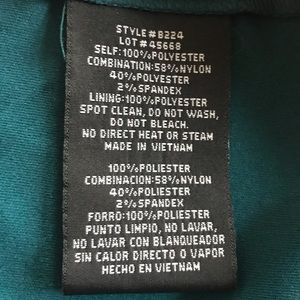 STYLE#8224
LOT#45668
SELF:100%POLYESTER
COMBINATION:58%NYLON
40%POLYESTER
2%SPANDEX
LINING:100%POLYESTER
SPOT CLEAN, DO NOT WASH,
DO NOT BLEACH.
NO DIRECT HEAT OR STEAM
MADE IN VIETNAM
100%POLIESTER
COMBINACION:58%NYLON
40%POLIESTER
2%SPANDEX
FORRO:100%POLIESTER
PUNTO LIMPIO, NO LAVAR,
NO LAVAR CON BLANQUEADOR
SIN CALOR DIRECTO O VAPOR
HECHO EN VIETNAM